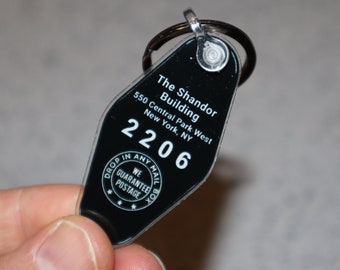 The Shandor
Building
550 Central Park West
New York, NY
2206
DROP IN ANY MAIL BOX
WE
GUARANTEE
POSTAGE